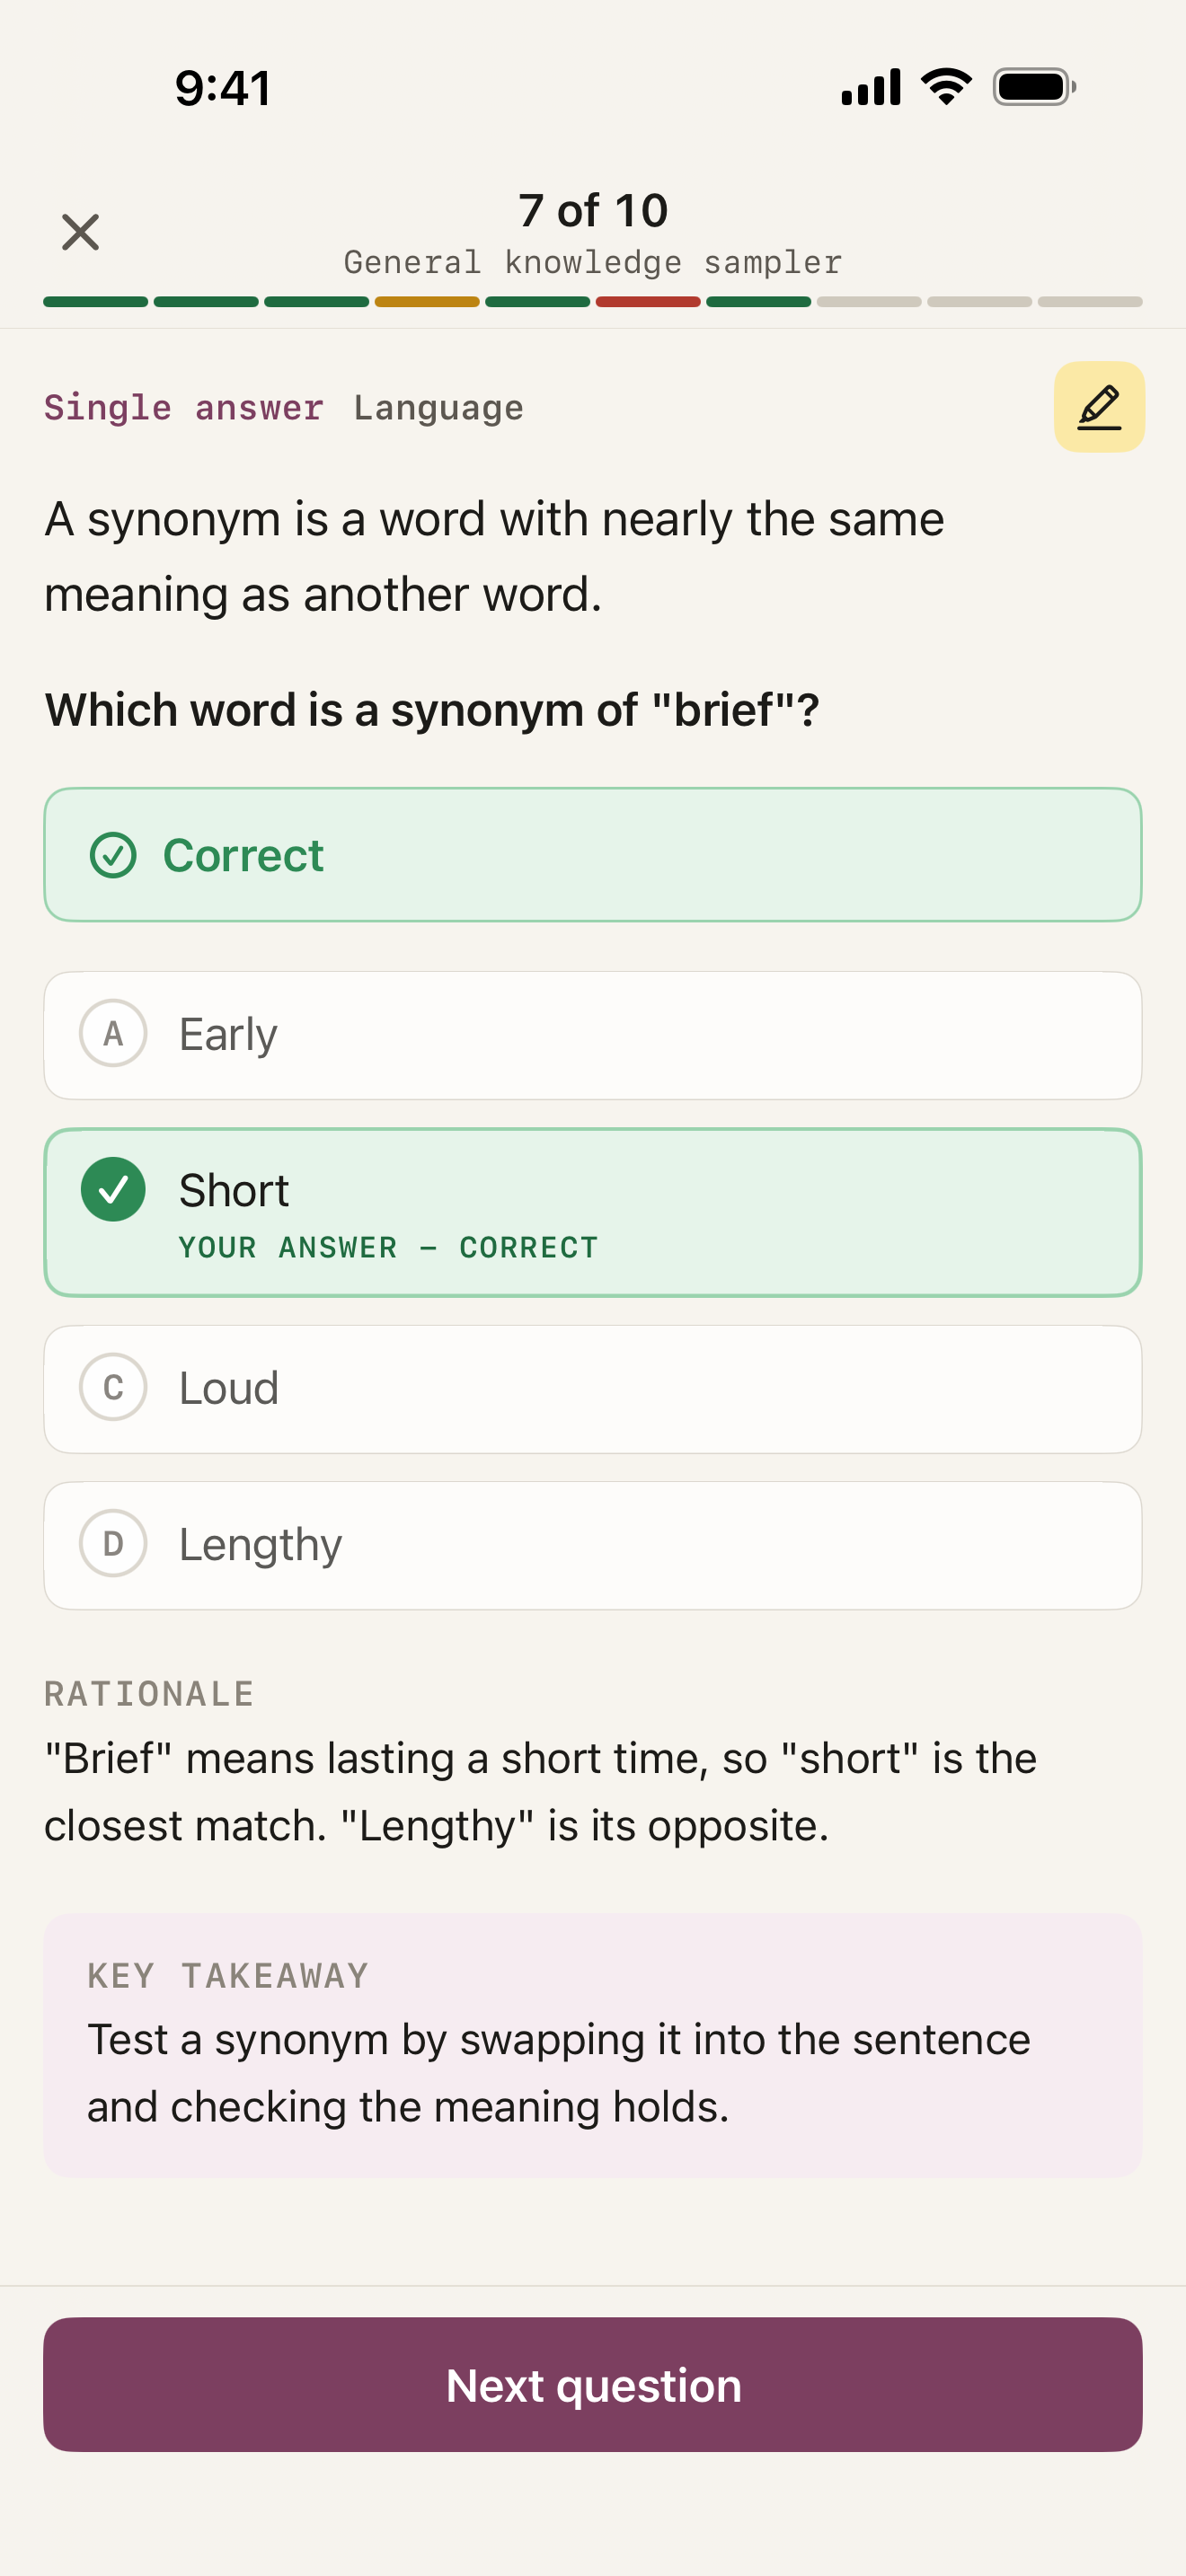 9:41
7 of 10
General knowledge sampler
Single answer Language
A synonym is a word with nearly the same
meaning as another word.
Which word is a synonym of "brief"?
Correct
A Early
Short
YOUR ANSWER – CORRECT
C Loud
D Lengthy
RATIONALE
"Brief" means lasting a short time, so "short" is the
closest match. "Lengthy" is its opposite.
KEY TAKEAWAY
Test a synonym by swapping it into the sentence
and checking the meaning holds.
Next question